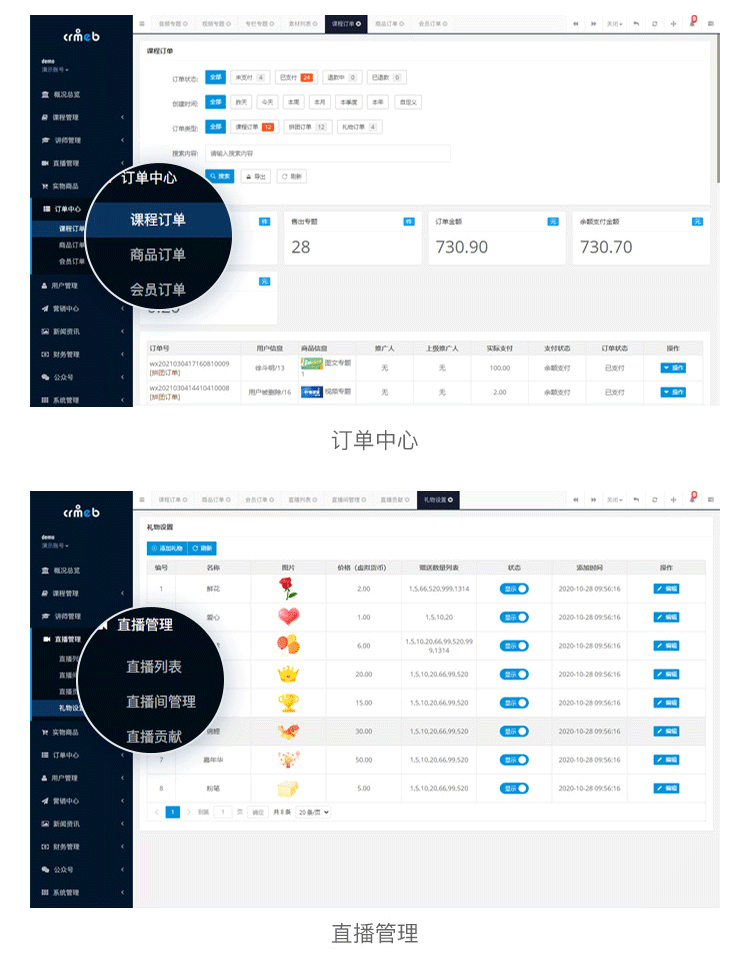 crmeb
音频专题 视频专题 专栏专题 素材列表 课程订单 商品订单 会员订单 关闭
demo
演示账号
概况总览
课程管理
讲师管理
直播管理
实物商品
订单中心
课程订单
商品订单
会员订单
用户管理
营销中心
新闻资讯
财务管理
公众号
系统管理
订单中心
课程订单
商品订单
会员订单
课程订单
订单状态: 全部 未支付 4 已支付 24 退款中 0 已退款 0
创建时间: 全部 昨天 今天 本周 本月 本季度 本年 自定义
订单类型: 全部 课程订单 12 拼团订单 12 礼物订单 4
搜索内容: 请输入搜索内容
搜索 导出 刷新
件 售出专题 件 订单金额 元 余额支付金额 元
28 730.90 730.70
元
订单号 用户信息 商品信息 推广人 上级推广人 实际支付 支付状态 订单状态 操作
wx2021030417160810009 [拼团订单] 徐斗明/13 图文专题 1 无 无 100.00 余额支付 已支付 操作
wx2021030414410410008 [拼团订单] 用户被删除/16 视频专题 无 无 2.00 余额支付 已支付 操作
订单中心
crmeb
课程订单 商品订单 会员订单 直播列表 直播间管理 直播贡献 礼物设置 关闭
demo
演示账号
概况总览
课程管理
讲师管理
直播管理
直播列
直播间
直播贡
礼物设置
实物商品
订单中心
用户管理
营销中心
新闻资讯
财务管理
公众号
系统管理
直播管理
直播列表
直播间管理
直播贡献
礼物设置
添加礼物 刷新
编号 名称 图片 价格（虚拟货币） 赠送数量列表 状态 添加时间 操作
1 鲜花 2.00 1,5,66,520,999,1314 显示 2020-10-28 09:56:16 编辑
爱心 1.00 1,5,10,20 显示 2020-10-28 09:56:16 编辑
6.00 1,5,10,20,66,99,520,999,1314 显示 2020-10-28 09:56:16 编辑
20.00 1,5,10,20,66,99,520 显示 2020-10-28 09:56:16 编辑
15.00 1,5,10,20,66,99,520 显示 2020-10-28 09:56:16 编辑
锦鲤 30.00 1,5,10,20,66,99,520 显示 2020-10-28 09:56:16 编辑
7 嘉年华 50.00 1,5,10,20,66,99,520 显示 2020-10-28 09:56:16 编辑
8 粉笔 5.00 1,5,10,20,66,99,520 显示 2020-10-28 09:56:16 编辑
1 到第 1 页 确定 共 8 条 20 条/页
直播管理